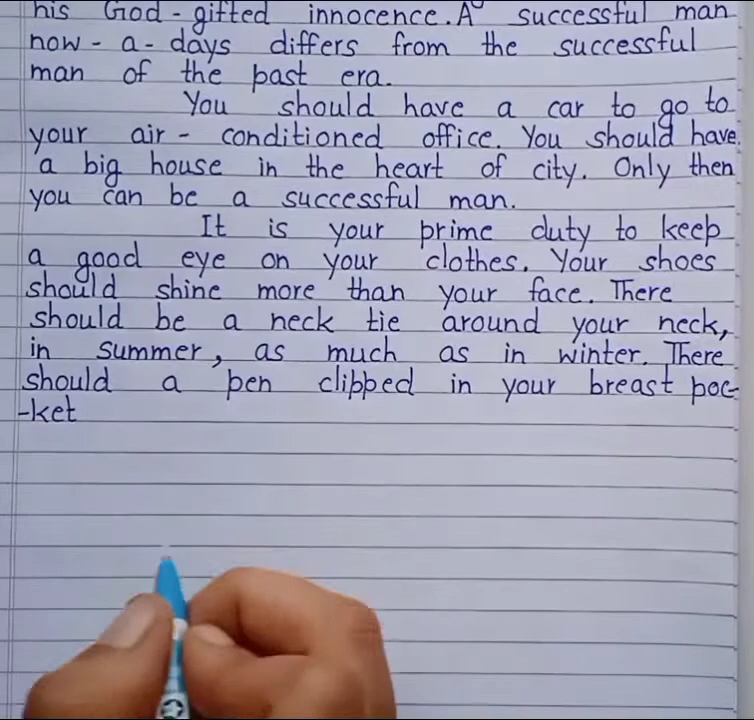 his God-gifted innocence. A successful man
now-a-days differs from the successful
man of the past era.
You should have a car to go to
your air-conditioned office. You should have
a big house in the heart of city. Only then
you can be a successful man.
It is your prime duty to keep
a good eye on your clothes. Your shoes
should shine more than your face. There
should be a neck tie around your neck,
in summer, as much as in winter. There
should a pen clipped in your breast poc-
-ket